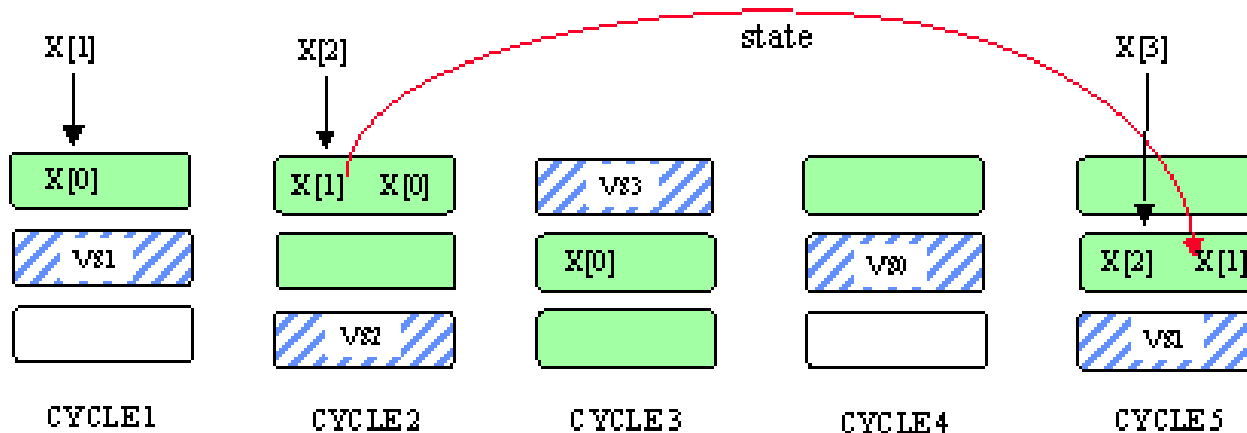 state
X[1]
X[2]
X[3]
X[0]
X[1] X[0]
VS3
VS1
X[0]
VS0
X[2] X[1]
VS2
VS1
CYCLE1
CYCLE2
CYCLE3
CYCLE4
CYCLE5